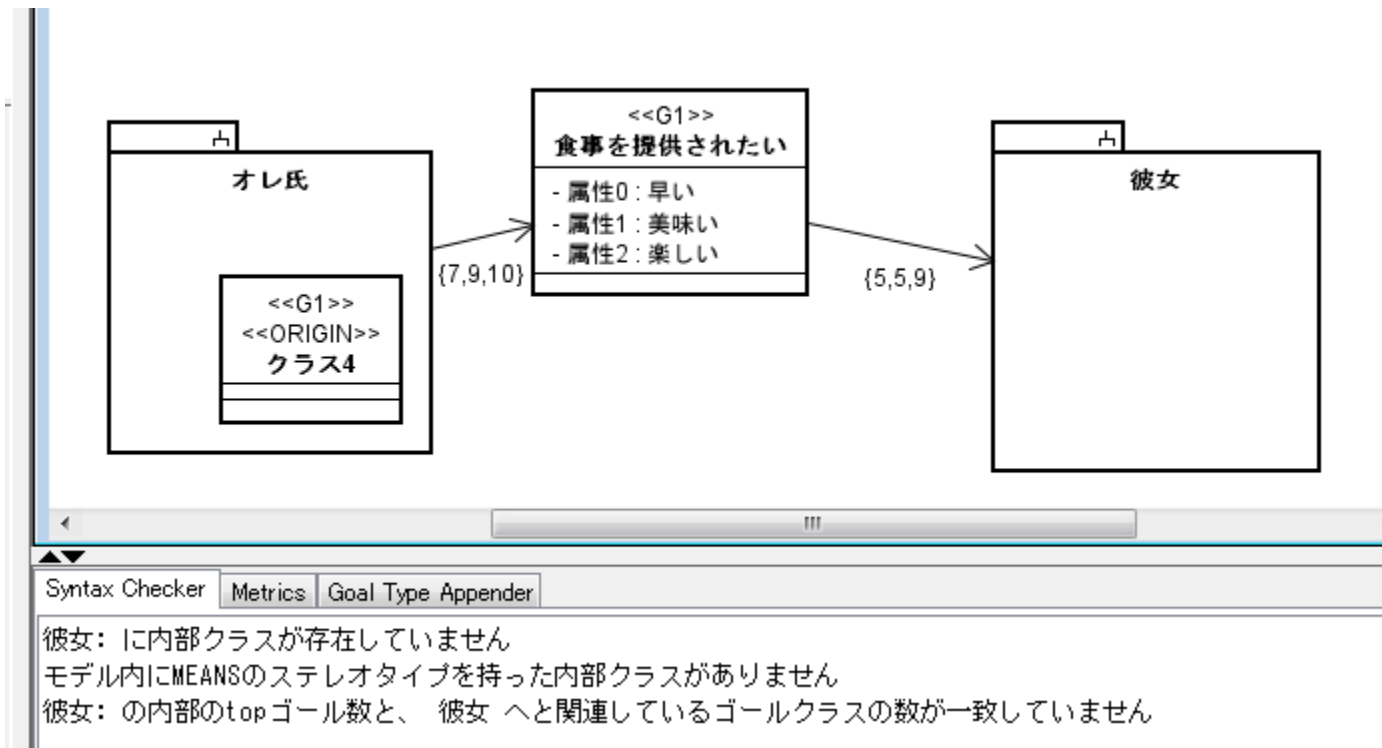 オレ氏
<<G1>>
<<ORIGIN>>
クラス4
{7,9,10}
<<G1>>
食事を提供されたい
- 属性0 : 早い
- 属性1 : 美味い
- 属性2 : 楽しい
{5,5,9}
彼女
Syntax Checker
Metrics
Goal Type Appender
彼女: に内部クラスが存在していません
モデル内にMEANSのステレオタイプを持った内部クラスがありません
彼女: の内部のtopゴール数と、 彼女 へと関連しているゴールクラスの数が一致していません